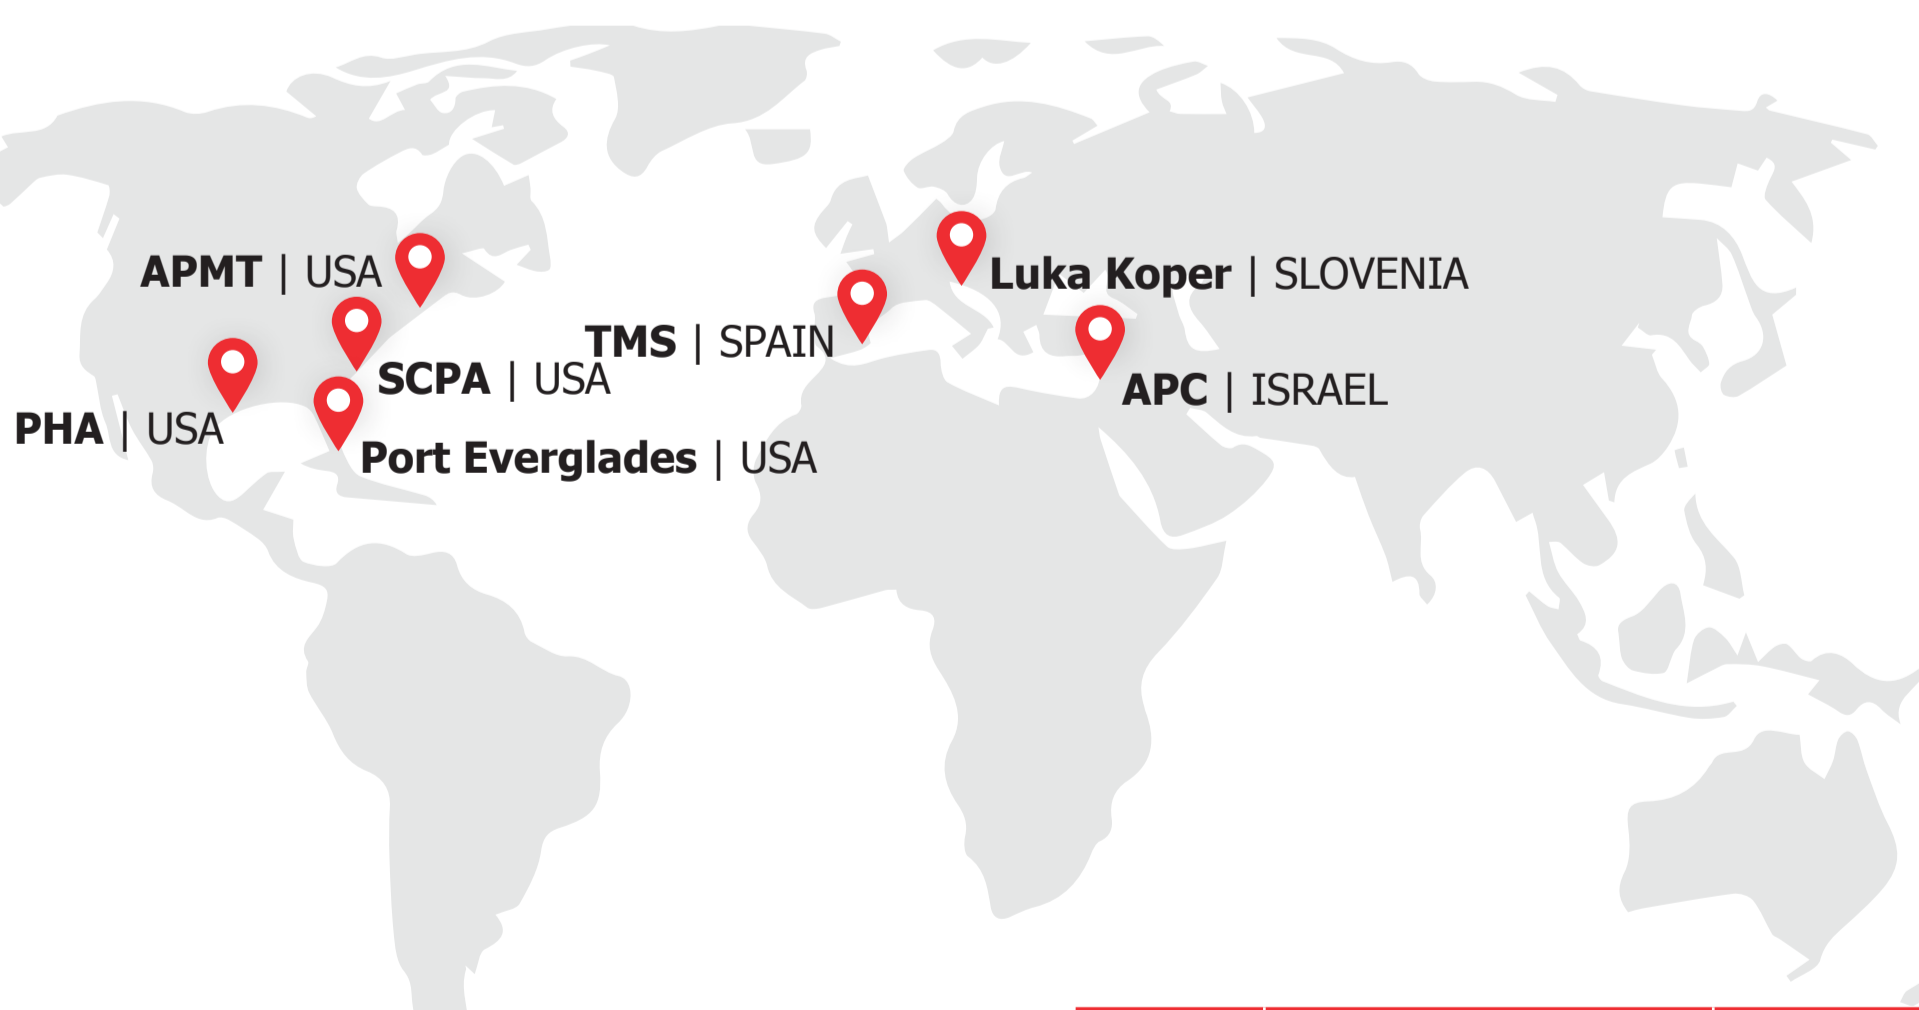 APMT | USA
Luka Koper | SLOVENIA
TMS | SPAIN
SCPA | USA
APC | ISRAEL
PHA | USA
Port Everglades | USA